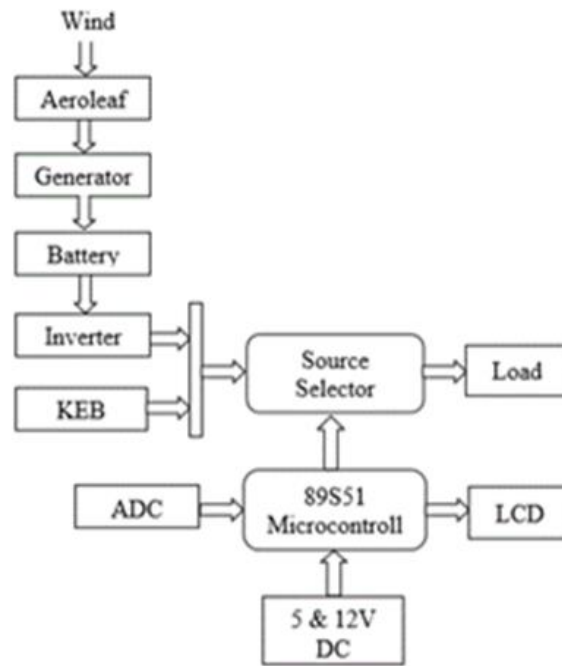 Wind
Aeroleaf
Generator
Battery
Inverter
KEB
Source
Selector
Load
ADC
89S51
Microcontroll
LCD
5 & 12V
DC